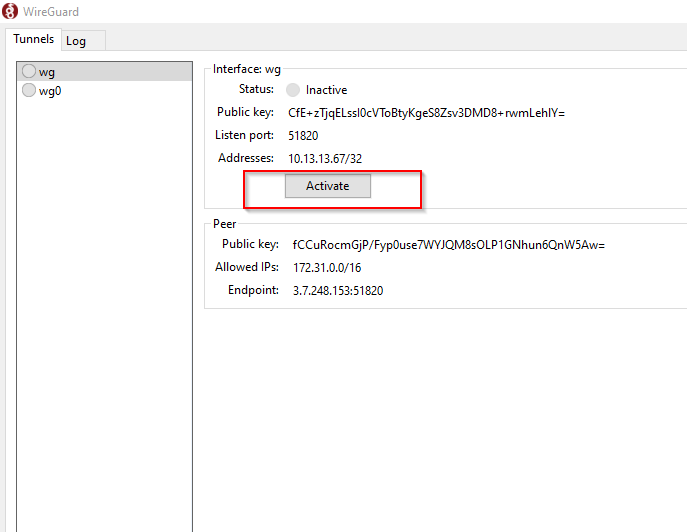 WireGuard
Tunnels Log
wg
wg0
Interface: wg
Status: Inactive
Public key: CfE+zTjqELssI0cVToBtyKgeS8Zsv3DMD8+rwmLehIY=
Listen port: 51820
Addresses: 10.13.13.67/32
Activate
Peer
Public key: fCCuRocmGjP/Fyp0use7WYJQM8sOLP1GNhun6QnW5Aw=
Allowed IPs: 172.31.0.0/16
Endpoint: 3.7.248.153:51820